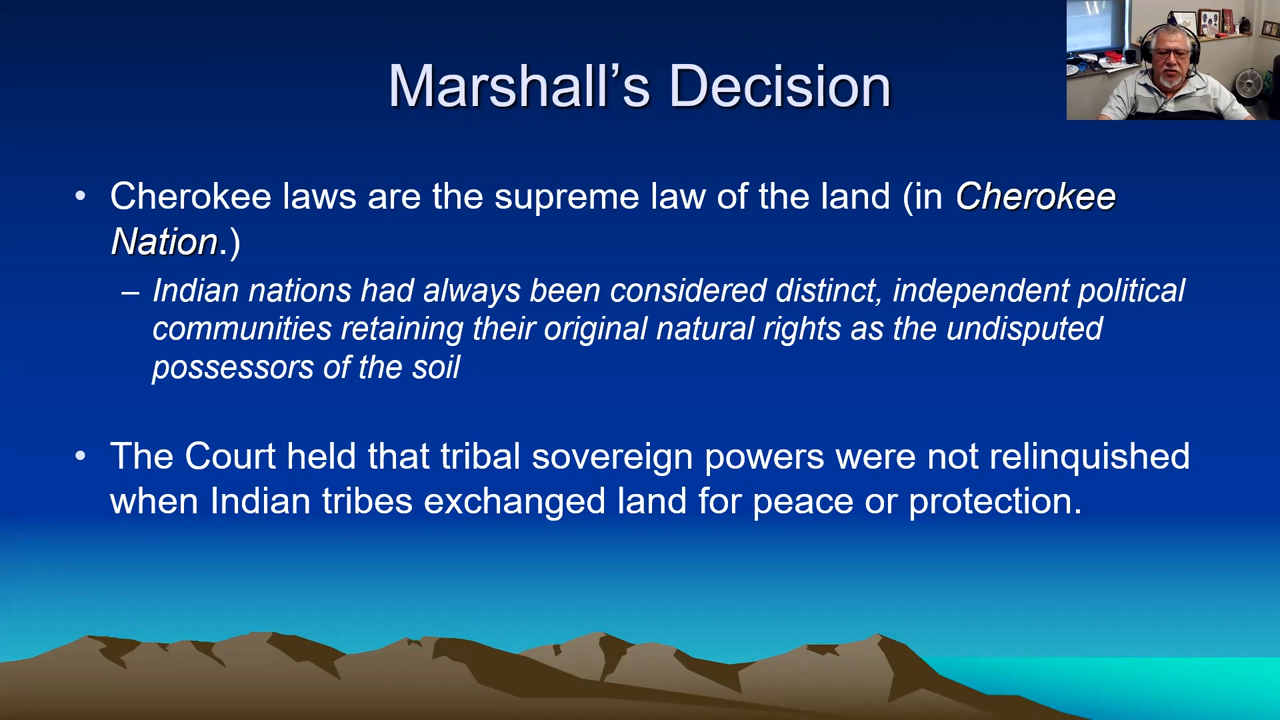 Marshall’s Decision
• Cherokee laws are the supreme law of the land (in Cherokee
Nation.)
– Indian nations had always been considered distinct, independent political
communities retaining their original natural rights as the undisputed
possessors of the soil
• The Court held that tribal sovereign powers were not relinquished
when Indian tribes exchanged land for peace or protection.